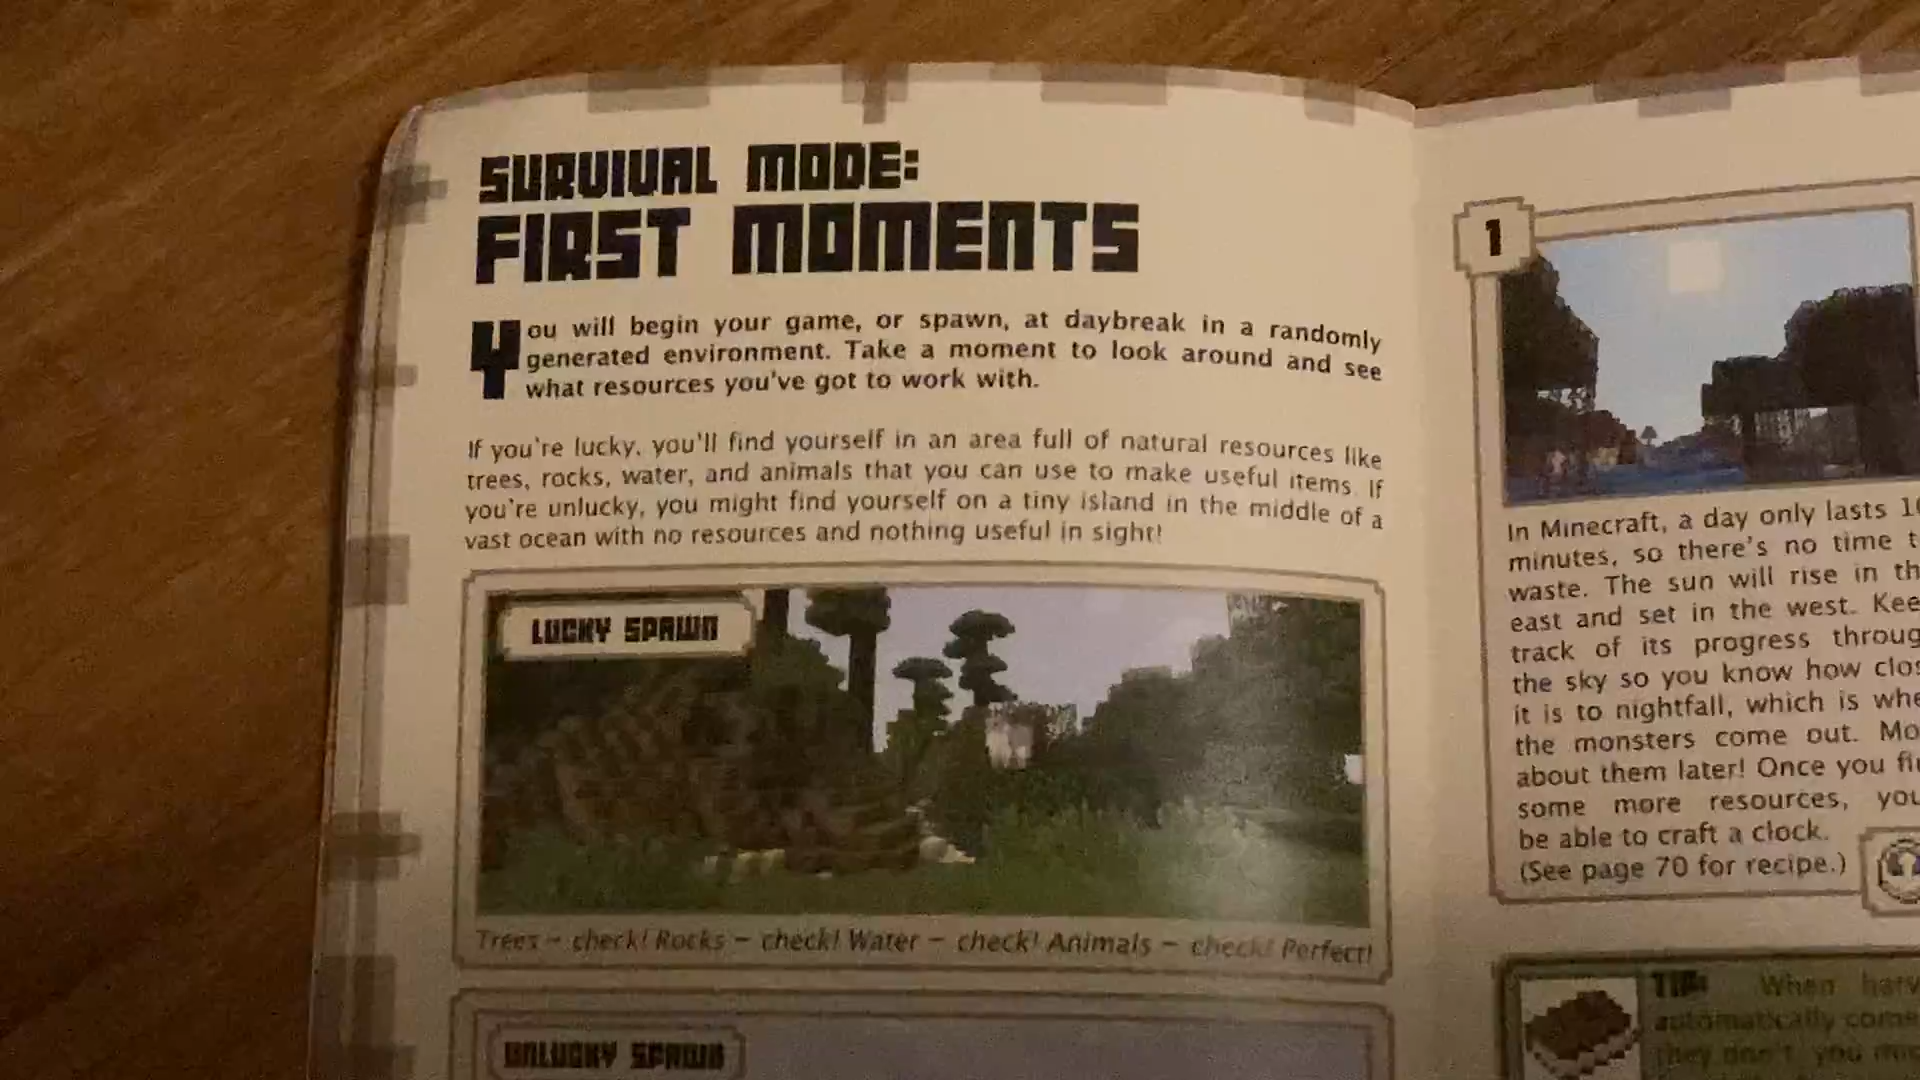 SURVIVAL MODE:
FIRST MOMENTS
You will begin your game, or spawn, at daybreak in a randomly
generated environment. Take a moment to look around and see
what resources you've got to work with.
If you're lucky, you'll find yourself in an area full of natural resources like
trees, rocks, water, and animals that you can use to make useful items. If
you're unlucky, you might find yourself on a tiny island in the middle of a
vast ocean with no resources and nothing useful in sight!
LUCKY SPAWN
Trees – check! Rocks – check! Water – check! Animals – check! Perfect!
UNLUCKY SPAWN
1
In Minecraft, a day only lasts
minutes, so there's no time
waste. The sun will rise in
east and set in the west.
track of its progress
the sky so you know how
it is to nightfall, which is
the monsters come out.
about them later! Once you
some more resources,
be able to craft a clock.
(See page 70 for recipe.)
TIP: When
automatically
they don't, you